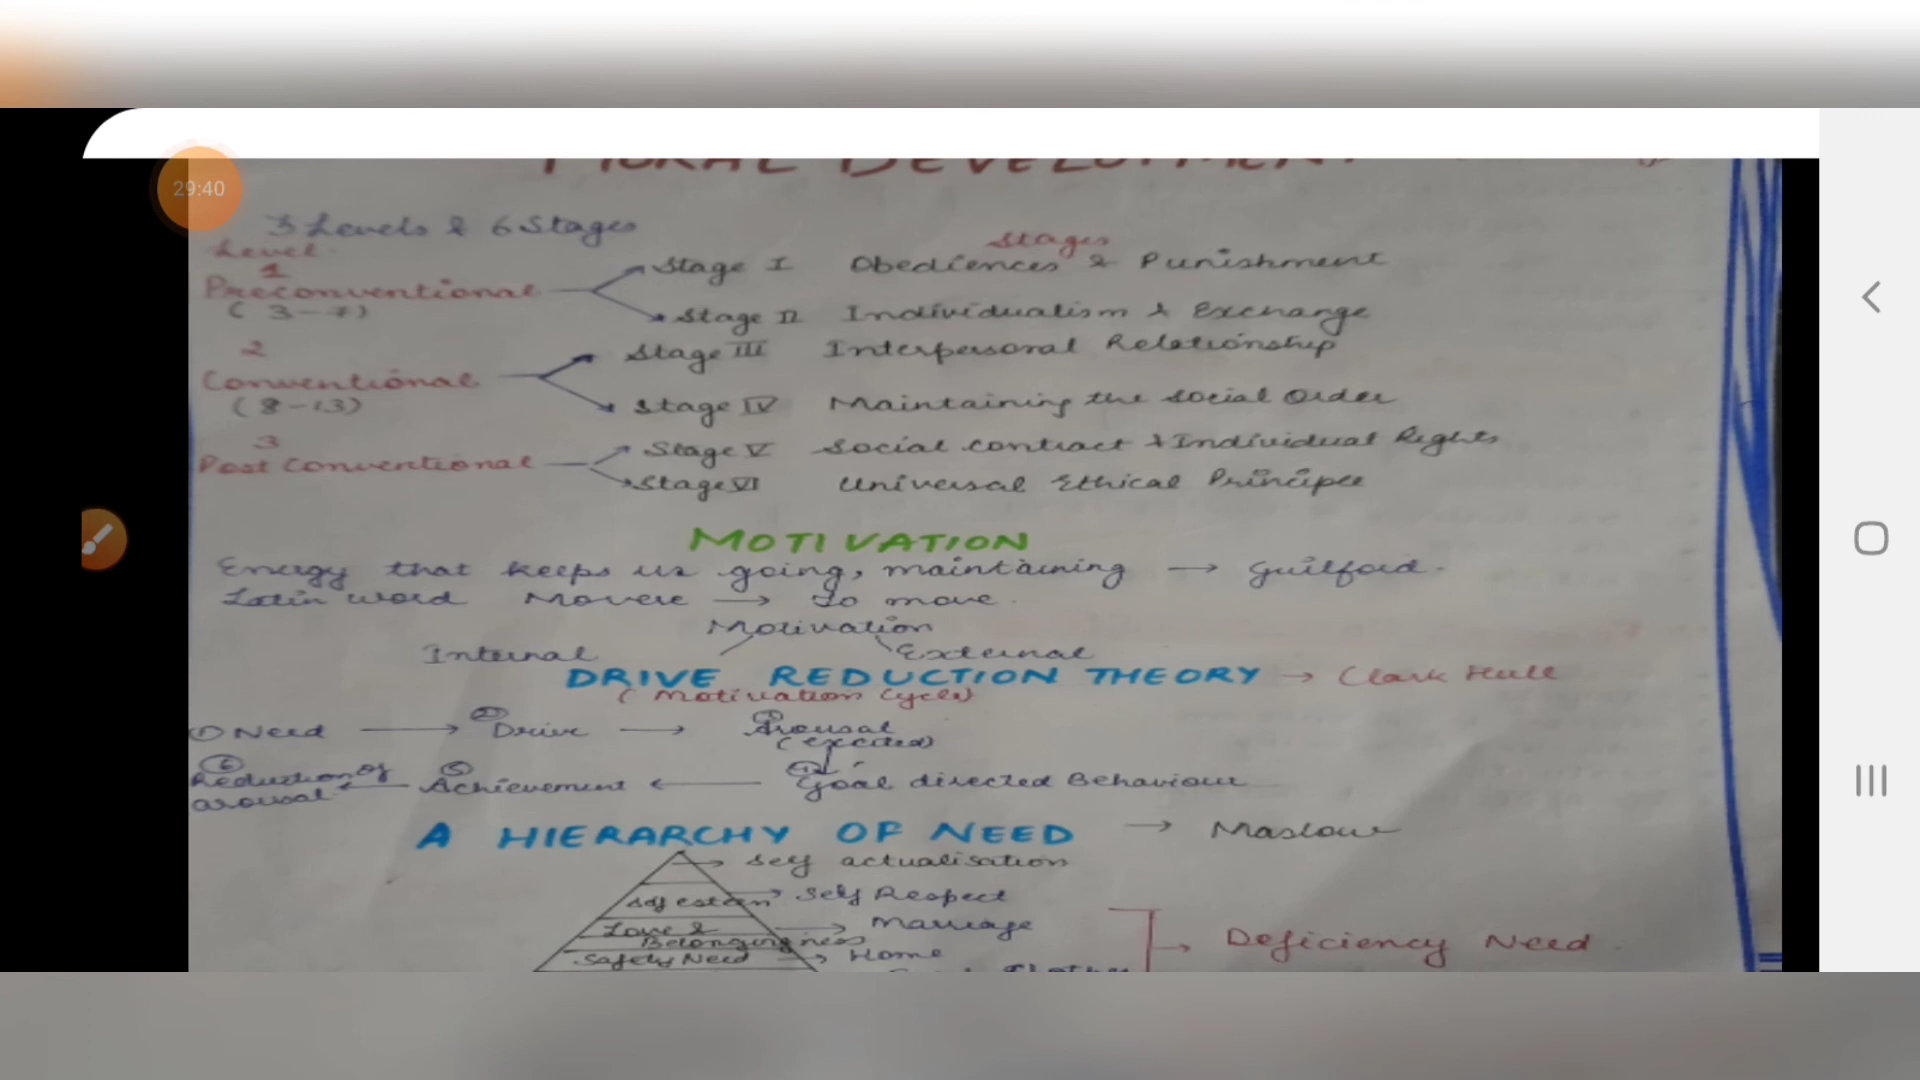 MORAL DEVELOPMENT
29:40
3 Levels & 6 Stages
Level
Stages
1
Preconventional
(3-7)
Stage I Obediences & Punishment
Stage II Individualism & Exchange
2
Conventional
(8-13)
Stage III Interpersonal Relationship
Stage IV Maintaining the Social Order
3
Post Conventional
Stage V Social contract & Individual Rights
Stage VI Universal Ethical Principle
MOTIVATION
Energy that keeps us going, maintaining → Guilford.
Latin word Movere → To move.
Motivation
Internal External
DRIVE REDUCTION THEORY → Clark Hull
(Motivation Cycle)
① Need → ② Drive → ③ Arousal
(excited)
④ Goal directed Behaviour
⑤ Achievement
⑥ Reduction of
arousal
A HIERARCHY OF NEED → Maslow
→ Self actualisation
Self esteem → Self Respect
Love &
Belongingness → Marriage
Safety Need → Home
Deficiency Need